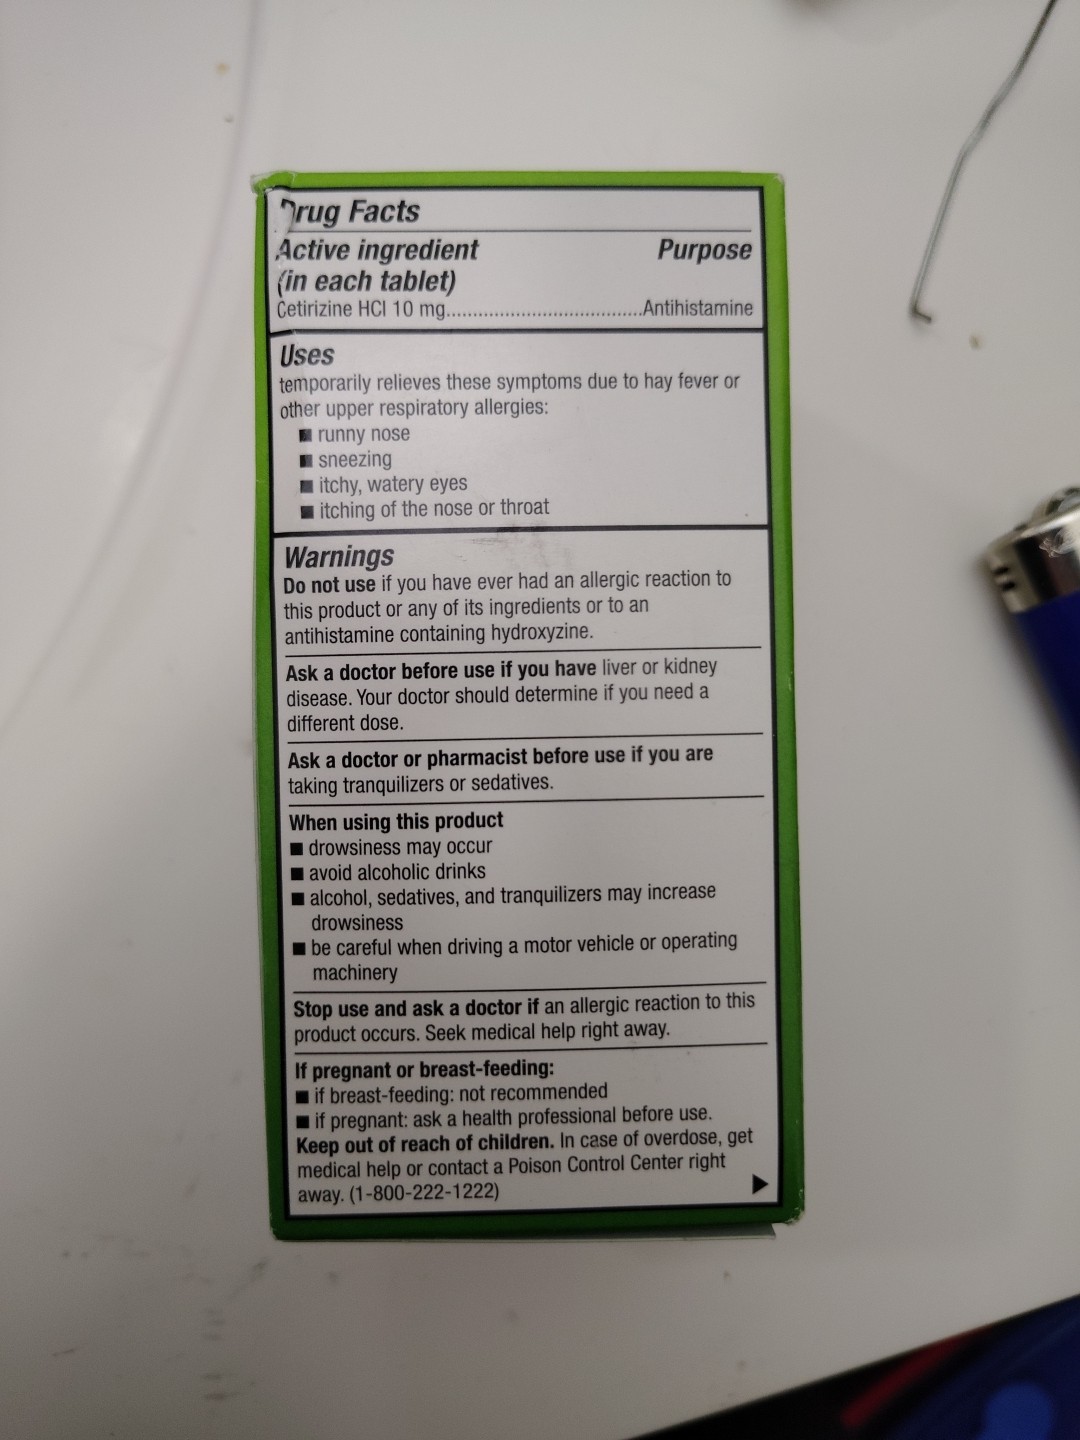 Drug Facts
Active ingredient Purpose
(in each tablet)
Cetirizine HCl 10 mg.....................................Antihistamine
Uses
temporarily relieves these symptoms due to hay fever or
other upper respiratory allergies:
■ runny nose
■ sneezing
■ itchy, watery eyes
■ itching of the nose or throat
Warnings
Do not use if you have ever had an allergic reaction to
this product or any of its ingredients or to an
antihistamine containing hydroxyzine.
Ask a doctor before use if you have liver or kidney
disease. Your doctor should determine if you need a
different dose.
Ask a doctor or pharmacist before use if you are
taking tranquilizers or sedatives.
When using this product
■ drowsiness may occur
■ avoid alcoholic drinks
■ alcohol, sedatives, and tranquilizers may increase
drowsiness
■ be careful when driving a motor vehicle or operating
machinery
Stop use and ask a doctor if an allergic reaction to this
product occurs. Seek medical help right away.
If pregnant or breast-feeding:
■ if breast-feeding: not recommended
■ if pregnant: ask a health professional before use.
Keep out of reach of children. In case of overdose, get
medical help or contact a Poison Control Center right
away. (1-800-222-1222)